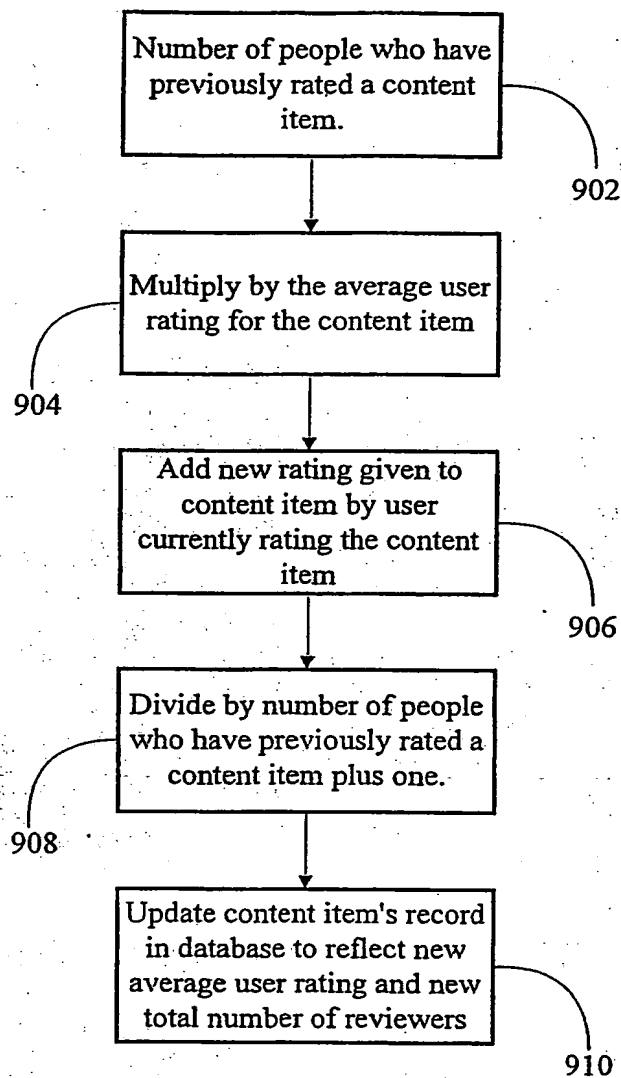 Number of people who have
previously rated a content
item.
902
Multiply by the average user
rating for the content item
904
Add new rating given to
content item by user
currently rating the content
item
906
Divide by number of people
who have previously rated a
content item plus one.
908
Update content item's record
in database to reflect new
average user rating and new
total number of reviewers
910